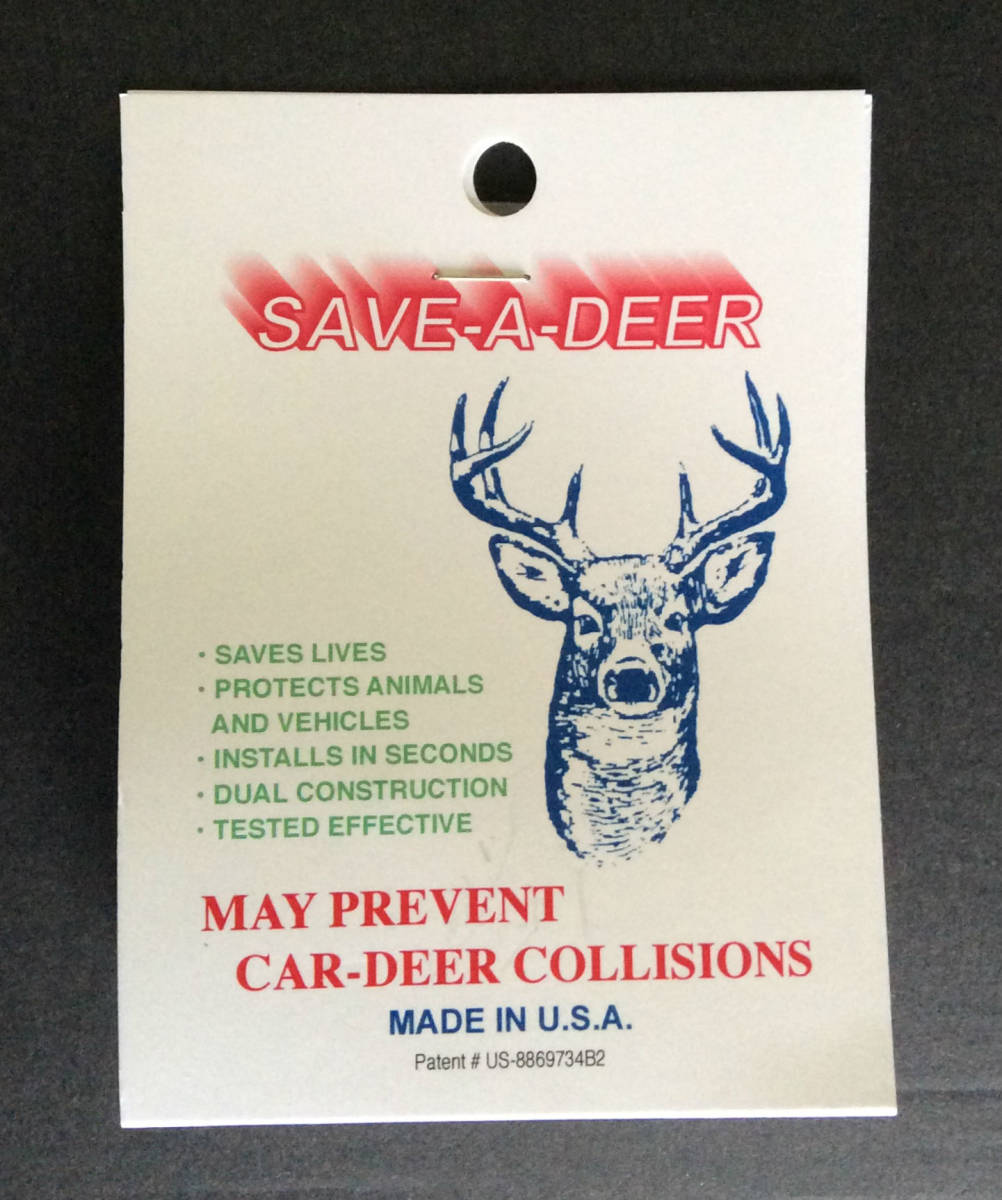 SAVE-A-DEER
· SAVES LIVES
· PROTECTS ANIMALS
AND VEHICLES
· INSTALLS IN SECONDS
· DUAL CONSTRUCTION
· TESTED EFFECTIVE
MAY PREVENT
CAR-DEER COLLISIONS
MADE IN U.S.A.
Patent # US-8869734B2